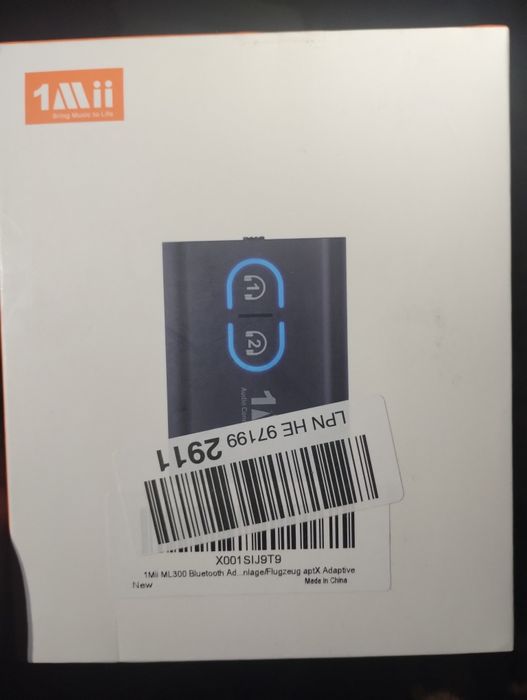 1Mii
Bring Music to Life
1
2
LPN HE 97199 2911
X001SIJ9T9
1Mii ML300 Bluetooth Ad...nlage/Flugzeug aptX Adaptive
New
Made in China